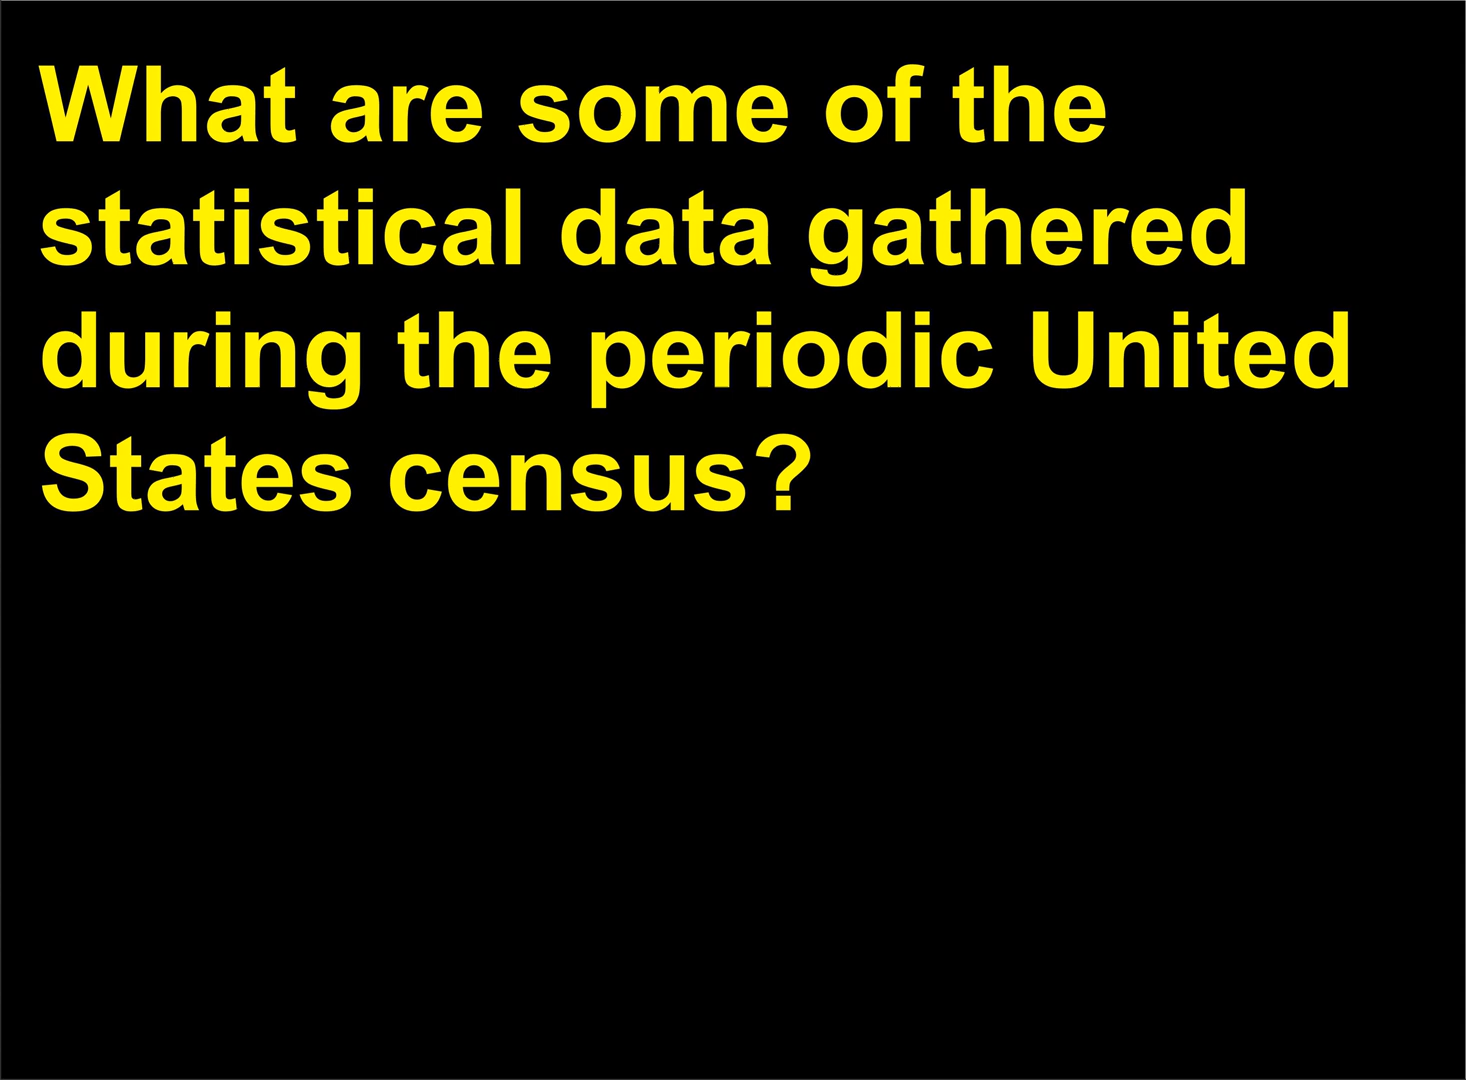 What are some of the
statistical data gathered
during the periodic United
States census?